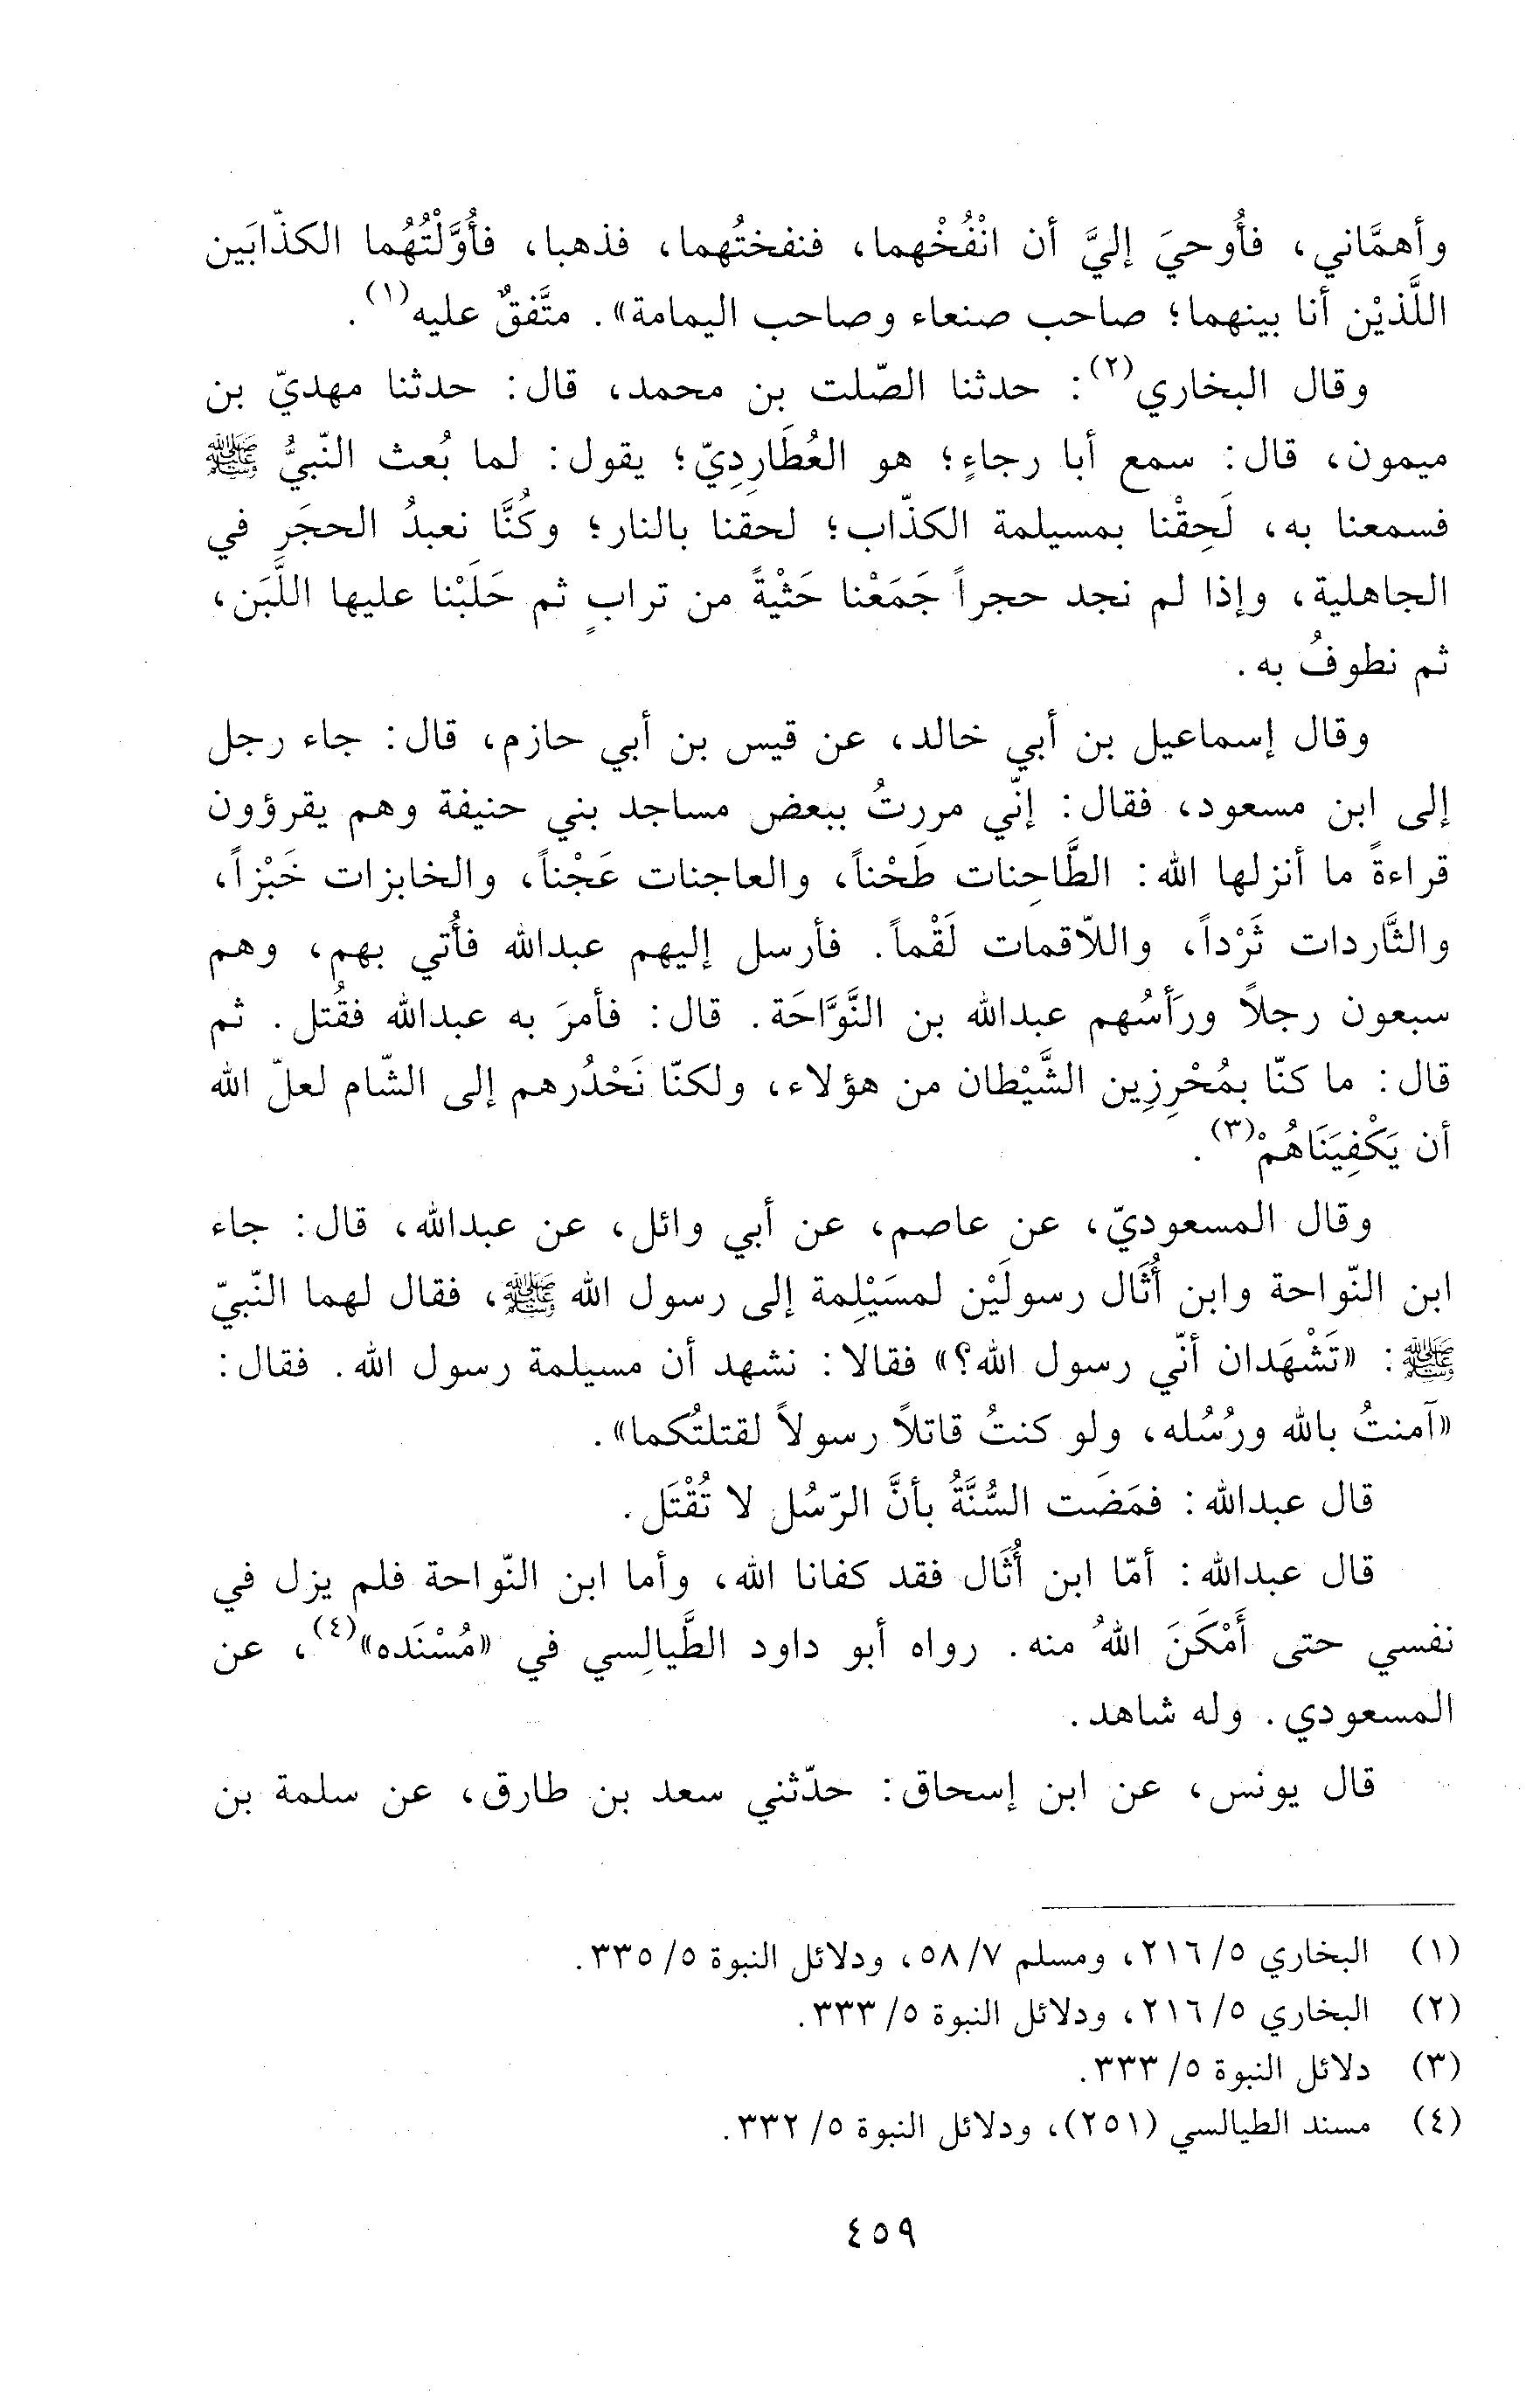 وأهمَّاني، فأُوحيَ إليَّ أن انْفُخْهما، فنفختُهما، فذهبا، فأُوَّلْتُهُما الكذّابَين
اللَّذيْن أنا بينهما؛ صاحب صنعاء وصاحب اليمامة». متَّفقٌ عليه(١).
وقال البخاري(٢): حدثنا الصّلت بن محمد، قال: حدثنا مهديّ بن
ميمون، قال: سمع أبا رجاءٍ؛ هو العُطَارِدِيّ؛ يقول: لما بُعث النّبيُّ ﷺ
فسمعنا به، لَحِقْنا بمسيلمة الكذّاب؛ لحقنا بالنار؛ وكُنَّا نعبدُ الحجَر في
الجاهلية، وإذا لم نجد حجراً جَمَعْنا حَثْيةً من ترابٍ ثم حَلَبْنا عليها اللَّبَن،
ثم نطوفُ به.
وقال إسماعيل بن أبي خالد، عن قيس بن أبي حازم، قال: جاء رجل
إلى ابن مسعود، فقال: إنّي مررتُ ببعض مساجد بني حنيفة وهم يقرؤون
قراءةً ما أنزلها الله: الطَّاحِنات طَحْناً، والعاجنات عَجْناً، والخابزات خَبْزاً،
والثَّاردات ثَرْداً، واللاّقمات لَقْماً. فأرسل إليهم عبدالله فأُتي بهم، وهم
سبعون رجلاً ورَأسُهم عبدالله بن النَّوَّاحَة. قال: فأمرَ به عبدالله فقُتل. ثم
قال: ما كنّا بمُحْرِزِين الشَّيْطان من هؤلاء، ولكنّا نَحْدُرهم إلى الشّام لعلّ الله
أن يَكْفِيَنَاهُمْ(٣).
وقال المسعوديّ، عن عاصم، عن أبي وائل، عن عبدالله، قال: جاء
ابن النّواحة وابن أُثَال رسولَيْن لمسَيْلِمة إلى رسول الله ﷺ، فقال لهما النّبيّ
ﷺ: «تَشْهَدان أنّي رسول الله؟» فقالا: نشهد أن مسيلمة رسول الله. فقال:
«آمنتُ بالله ورُسُله، ولو كنتُ قاتلاً رسولاً لقتلتُكما».
قال عبدالله: فمَضَت السُّنَّةُ بأنَّ الرّسُل لا تُقْتَل.
قال عبدالله: أمّا ابن أُثَال فقد كفانا الله، وأما ابن النّواحة فلم يزل في
نفسي حتى أَمْكَنَ اللهُ منه. رواه أبو داود الطَّيالِسي في «مُسْنَده»(٤)، عن
المسعودي. وله شاهد.
قال يونس، عن ابن إسحاق: حدّثني سعد بن طارق، عن سلمة بن
(١) البخاري ٥/ ٢١٦، ومسلم ٧/ ٥٨، ودلائل النبوة ٥/ ٣٣٥.
(٢) البخاري ٥/ ٢١٦، ودلائل النبوة ٥/ ٣٣٣.
(٣) دلائل النبوة ٥/ ٣٣٣.
(٤) مسند الطيالسي (٢٥١)، ودلائل النبوة ٥/ ٣٣٢.
٤٥٩